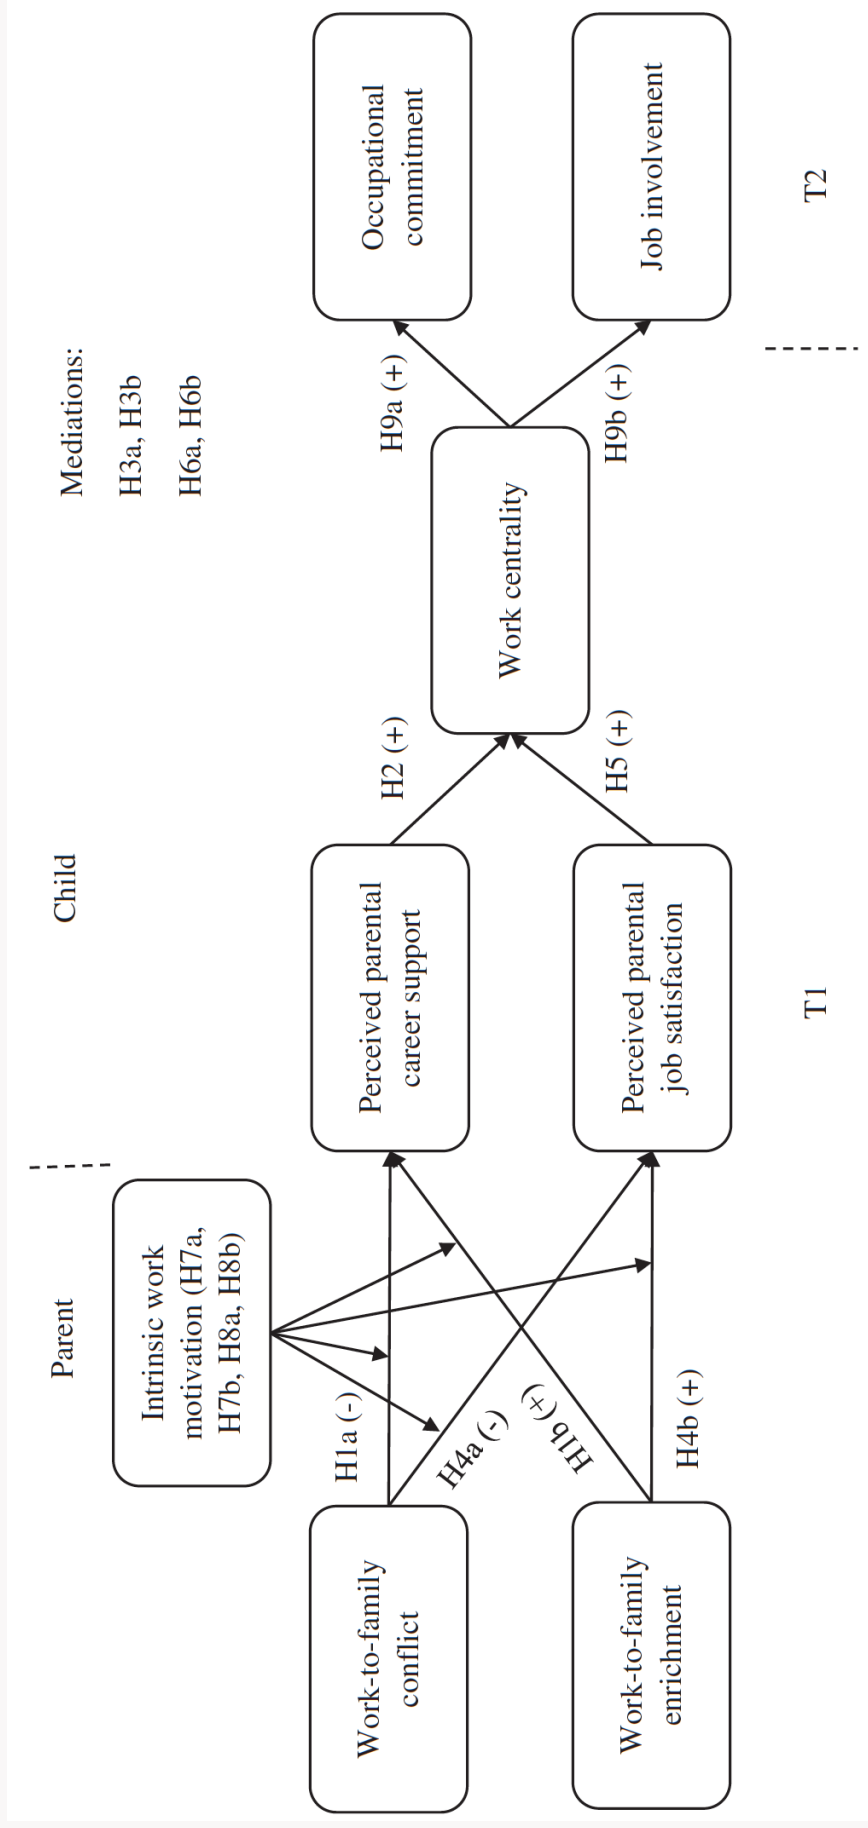 Parent
Child
Mediations:
H3a, H3b
H6a, H6b
Intrinsic work
motivation (H7a,
H7b, H8a, H8b)
Work-to-family
conflict
H1a (-)
Perceived parental
career support
H2 (+)
H9a (+)
Occupational
commitment
H4a (-)
H1b (+)
Work centrality
Work-to-family
enrichment
H4b (+)
Perceived parental
job satisfaction
H5 (+)
H9b (+)
Job involvement
T1
T2